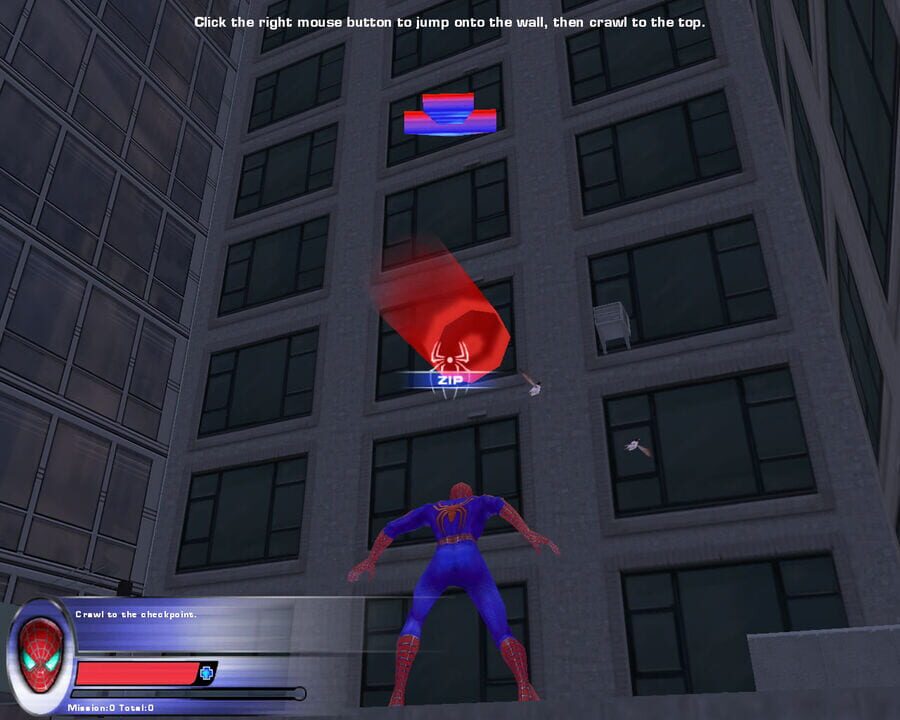 Click the right mouse button to jump onto the wall, then crawl to the top.
ZIP
Crawl to the checkpoint.
Mission:0 Total:0